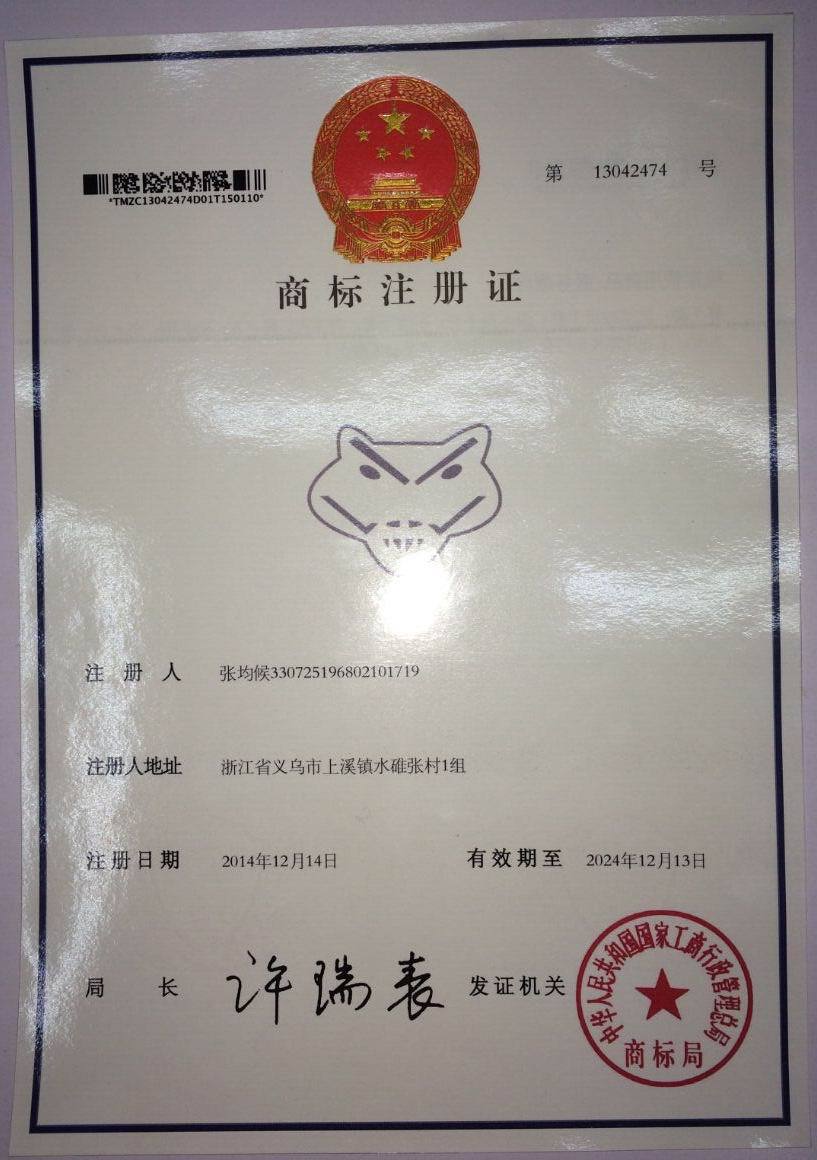 第 13042474 号
*TMZC13042474D01T150110*
商标注册证
注册人 张均候330725196802101719
注册人地址 浙江省义乌市上溪镇水碓张村1组
注册日期 2014年12月14日 有效期至 2024年12月13日
局长 许瑞表 发证机关
中华人民共和国国家工商行政管理总局
商标局